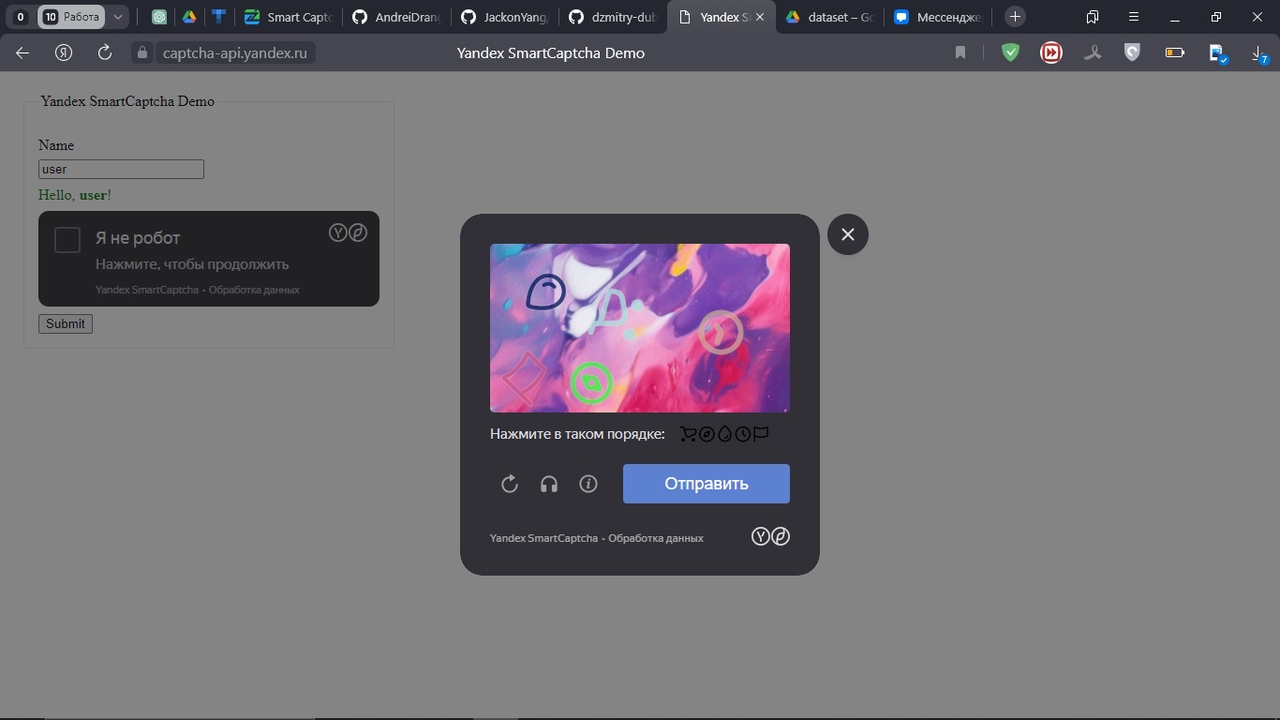 0 10 Работа Smart Captc AndreiDran JackonYang, dzmitry-dub Yandex S dataset – Go Мессендже
captcha-api.yandex.ru Yandex SmartCaptcha Demo 7
Yandex SmartCaptcha Demo
Name
user
Hello, user!
Я не робот
Нажмите, чтобы продолжить
Yandex SmartCaptcha - Обработка данных
Submit
Нажмите в таком порядке:
Отправить
Yandex SmartCaptcha - Обработка данных